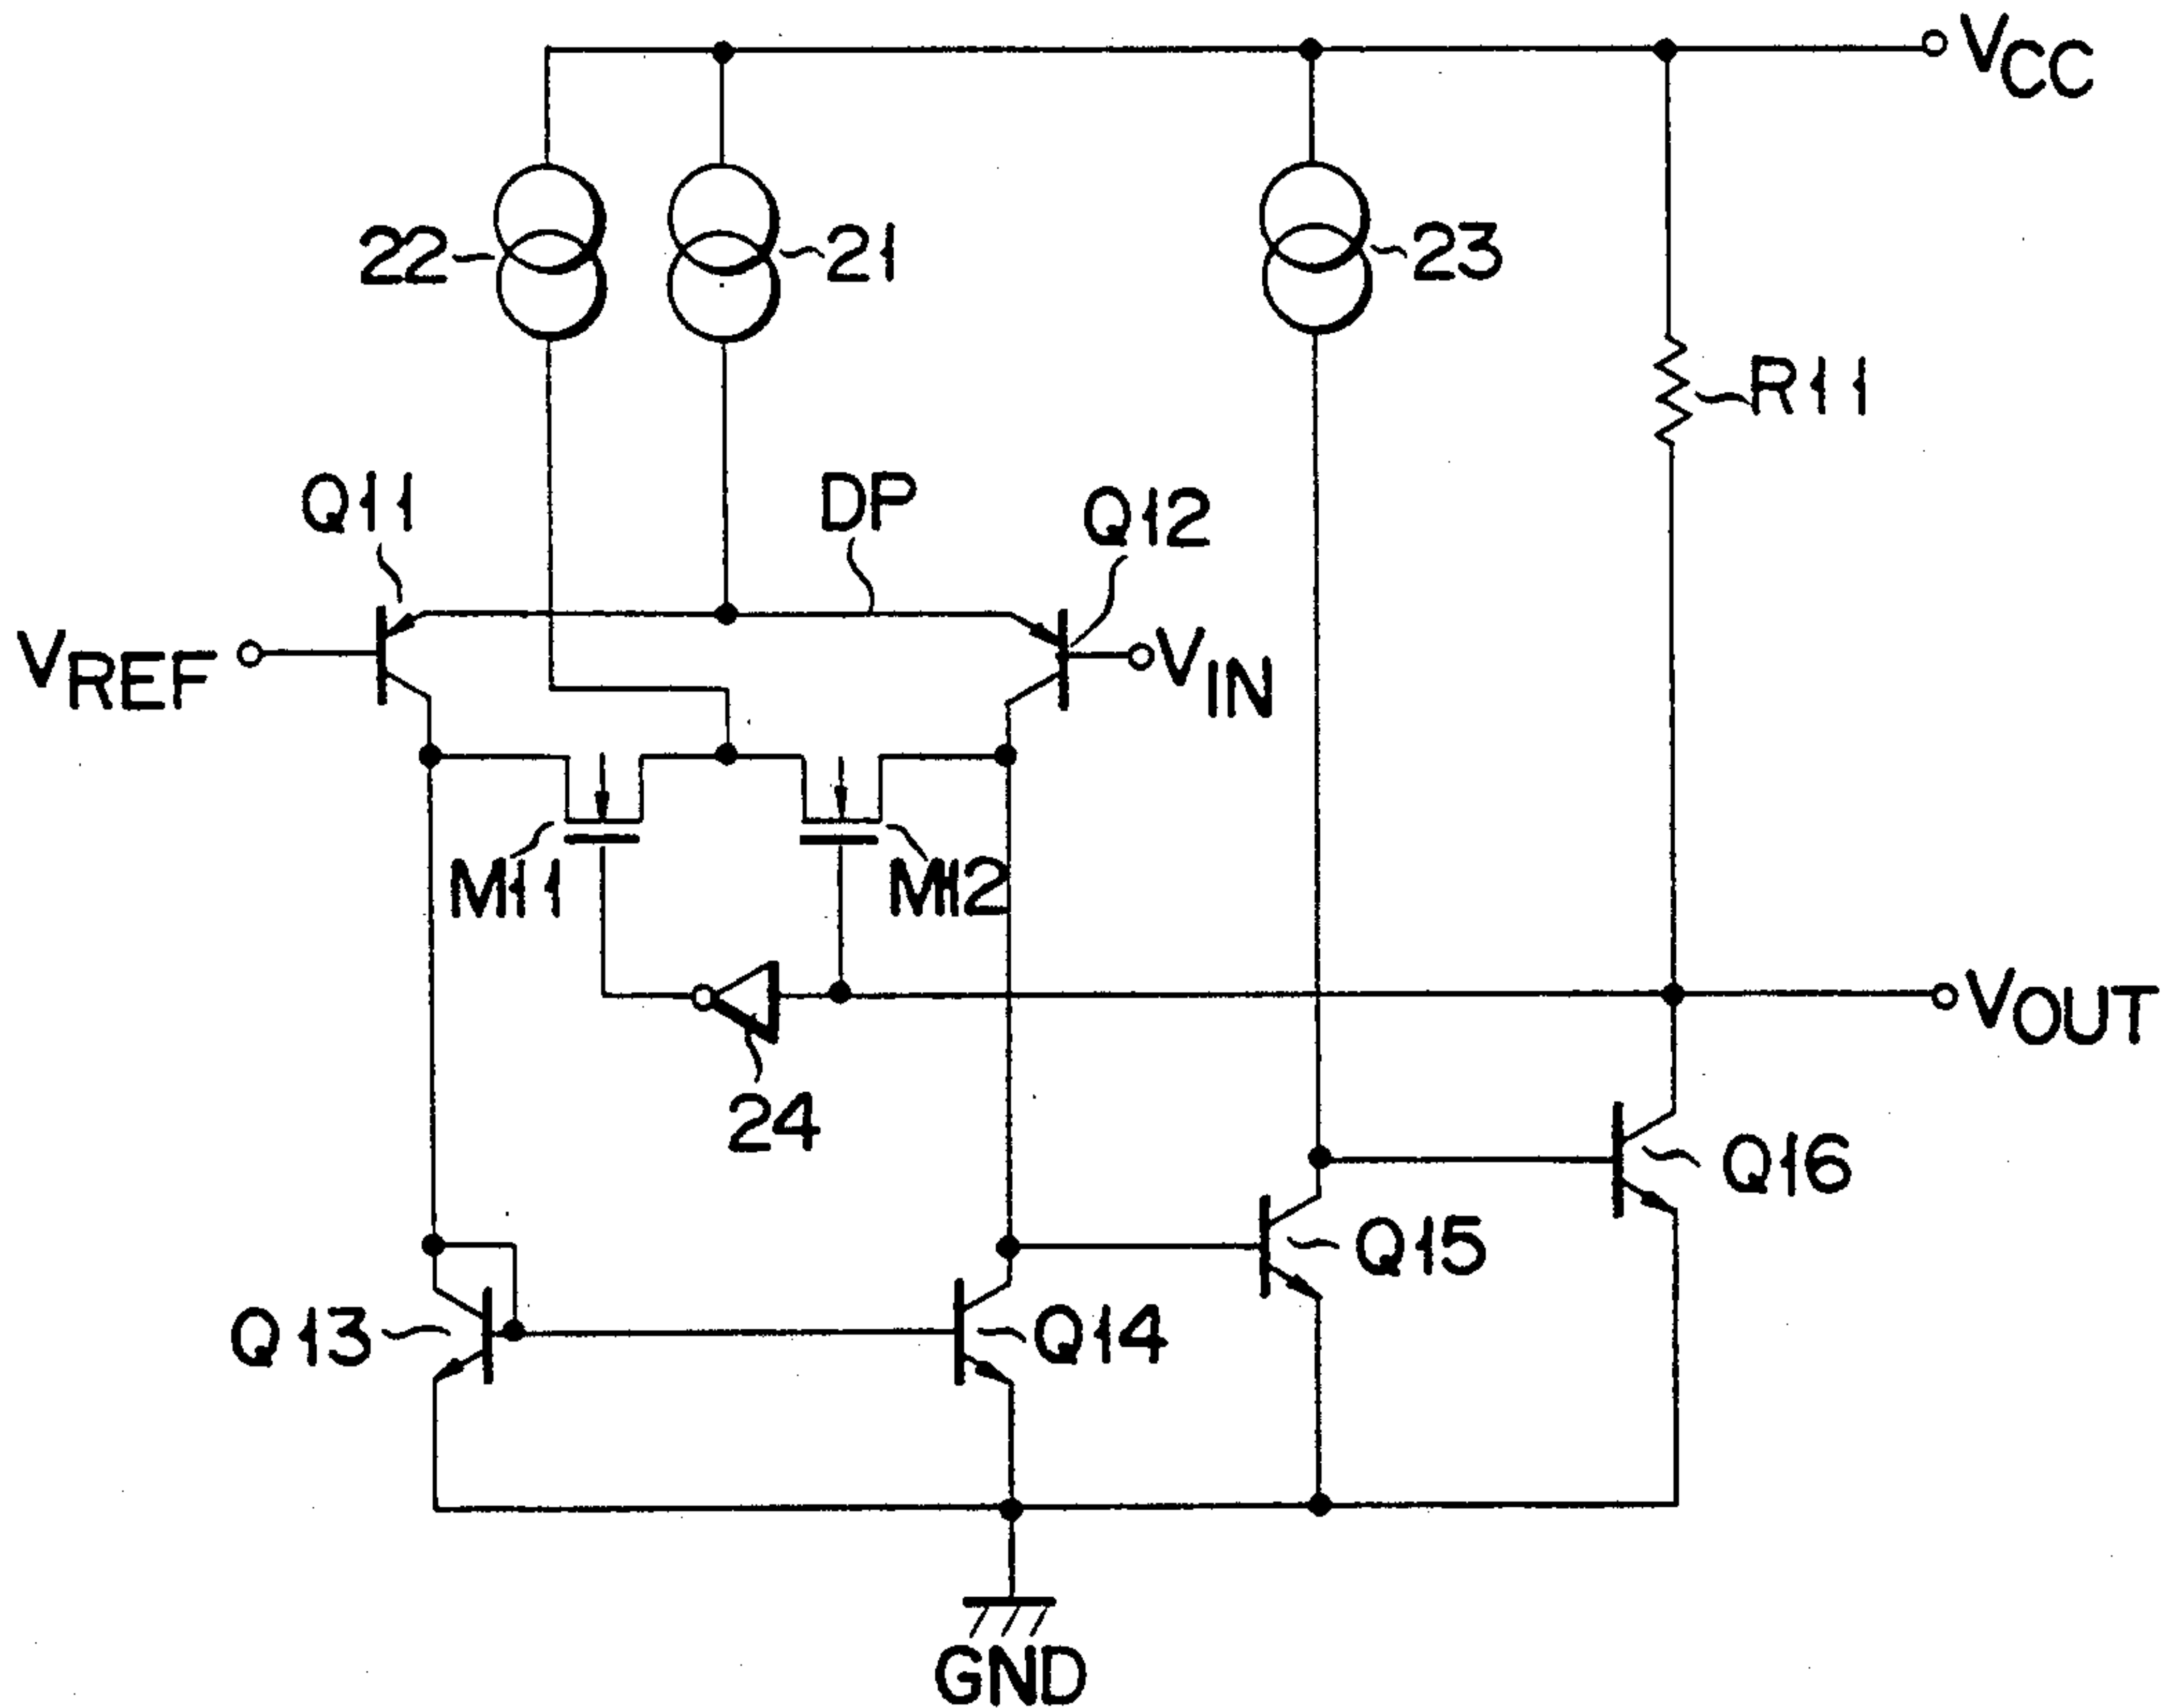 VCC
22
21
23
R11
Q11
DP
Q12
VREF
VIN
M11
M12
VOUT
24
Q16
Q15
Q13
Q14
GND